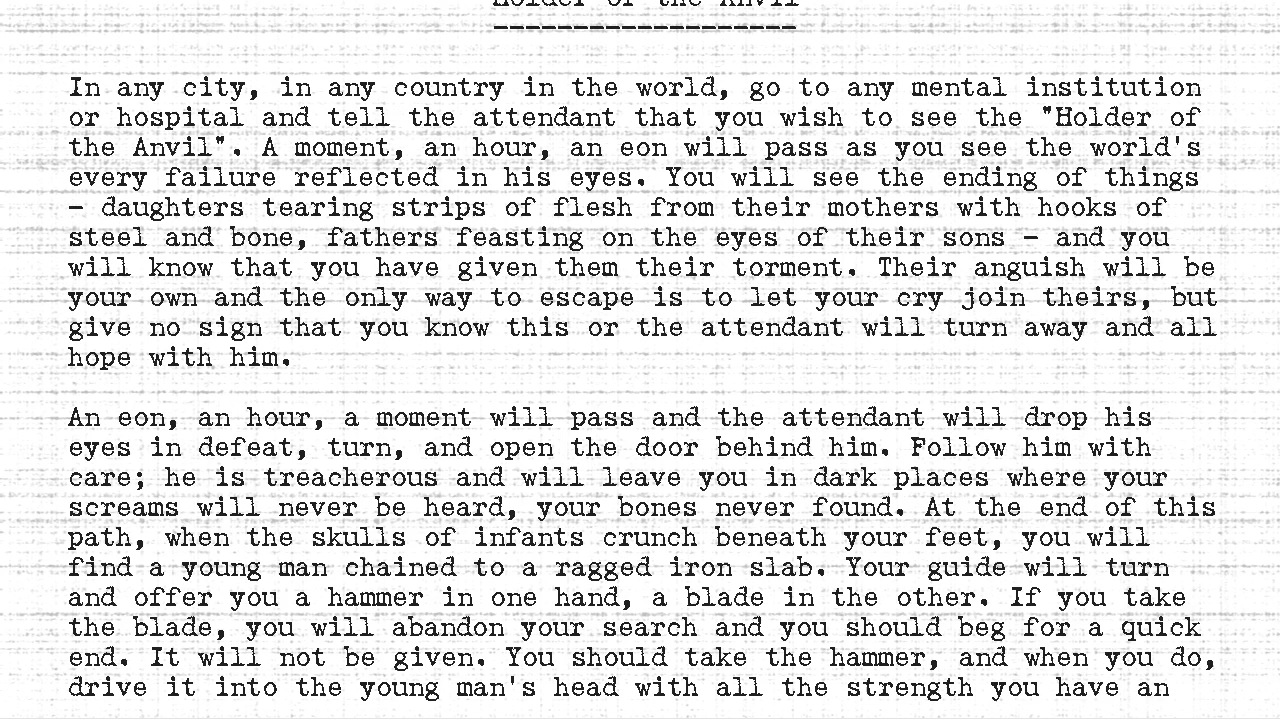 Holder of the Anvil
-------------------
In any city, in any country in the world, go to any mental institution
or hospital and tell the attendant that you wish to see the "Holder of
the Anvil". A moment, an hour, an eon will pass as you see the world's
every failure reflected in his eyes. You will see the ending of things
- daughters tearing strips of flesh from their mothers with hooks of
steel and bone, fathers feasting on the eyes of their sons - and you
will know that you have given them their torment. Their anguish will be
your own and the only way to escape is to let your cry join theirs, but
give no sign that you know this or the attendant will turn away and all
hope with him.
An eon, an hour, a moment will pass and the attendant will drop his
eyes in defeat, turn, and open the door behind him. Follow him with
care; he is treacherous and will leave you in dark places where your
screams will never be heard, your bones never found. At the end of this
path, when the skulls of infants crunch beneath your feet, you will
find a young man chained to a ragged iron slab. Your guide will turn
and offer you a hammer in one hand, a blade in the other. If you take
the blade, you will abandon your search and you should beg for a quick
end. It will not be given. You should take the hammer, and when you do,
drive it into the young man's head with all the strength you have an